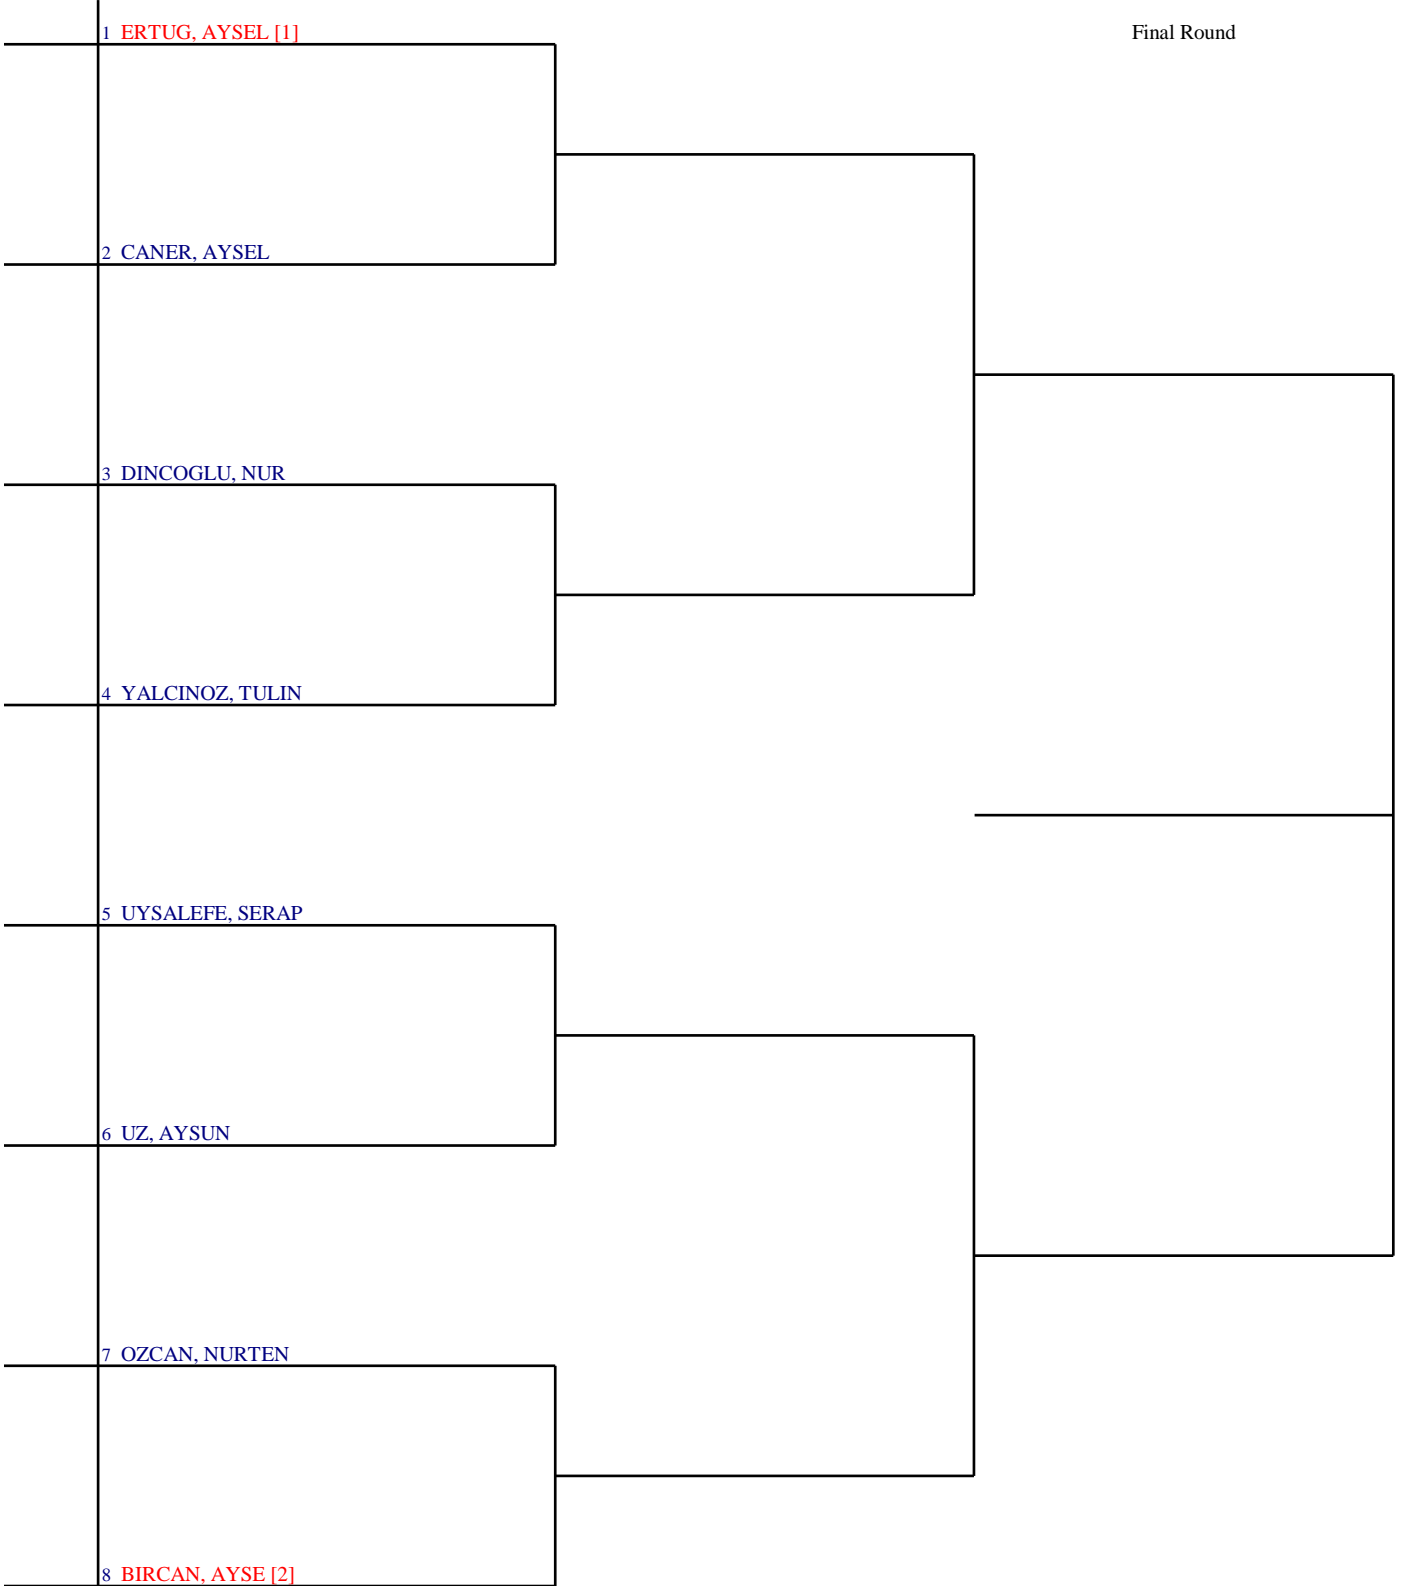 1 ERTUG, AYSEL [1]
Final Round
2 CANER, AYSEL
3 DINCOGLU, NUR
4 YALCINOZ, TULIN
5 UYSALEFE, SERAP
6 UZ, AYSUN
7 OZCAN, NURTEN
8 BIRCAN, AYSE [2]